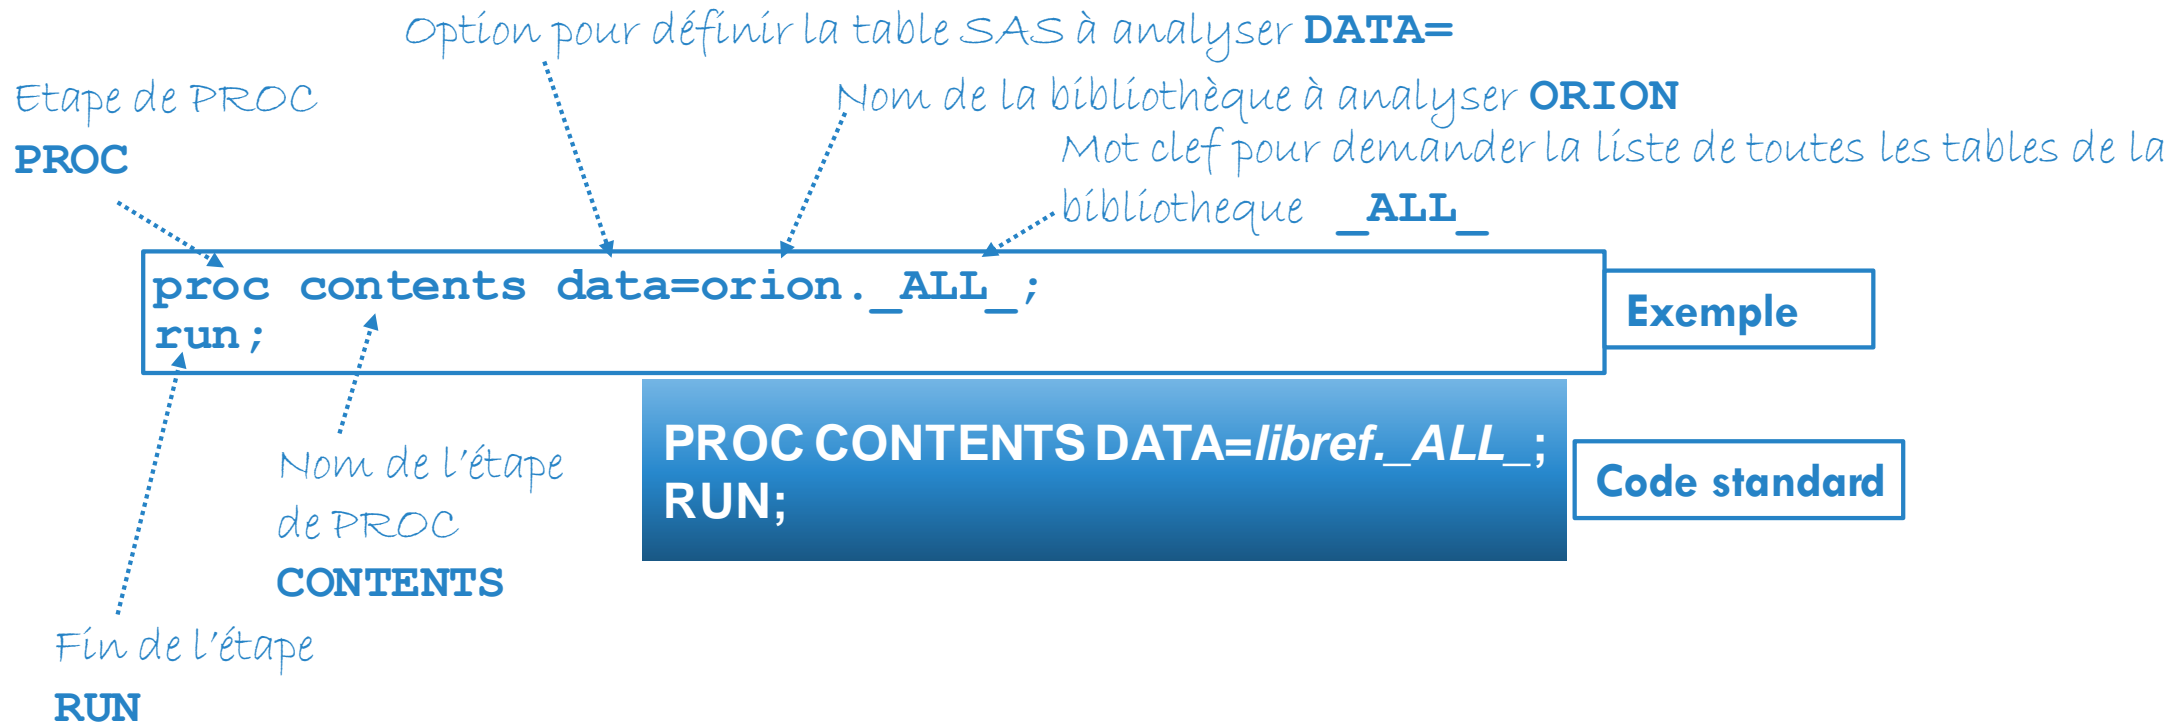 Option pour définir la table SAS à analyser DATA=
Etape de PROC
PROC
Nom de la bibliothèque à analyser ORION
Mot clef pour demander la liste de toutes les tables de la
bibliotheque _ALL_
proc contents data=orion._ALL_;
run;
Exemple
PROC CONTENTS DATA=libref._ALL_;
RUN;
Code standard
Nom de l'étape
de PROC
CONTENTS
Fin de l'étape
RUN